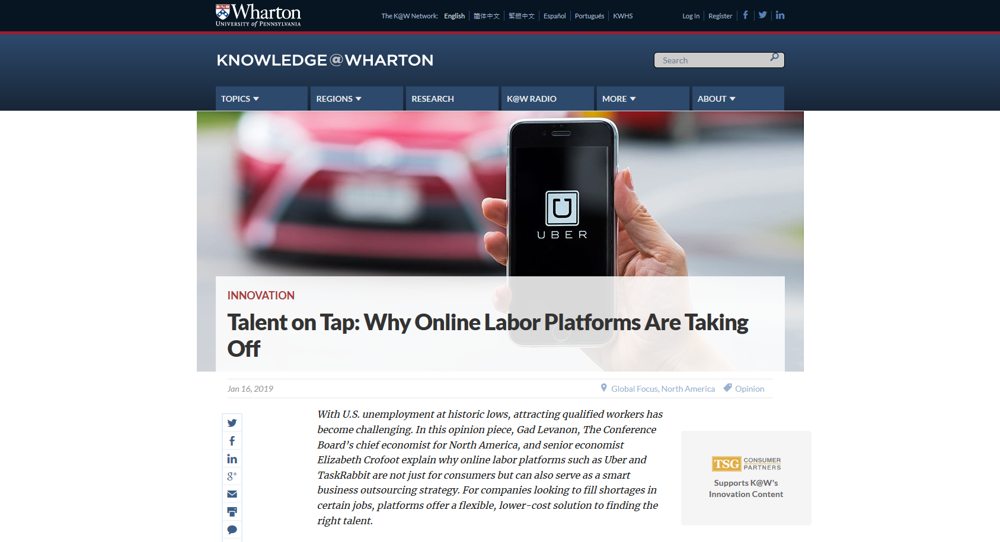 Wharton
UNIVERSITY of PENNSYLVANIA
The K@W Network: English 简体中文 繁體中文 Español Português KWHS
Log In Register
KNOWLEDGE@WHARTON
Search
TOPICS REGIONS RESEARCH K@W RADIO MORE ABOUT
UBER
INNOVATION
Talent on Tap: Why Online Labor Platforms Are Taking
Off
Jan 16, 2019
Global Focus, North America Opinion
With U.S. unemployment at historic lows, attracting qualified workers has
become challenging. In this opinion piece, Gad Levanon, The Conference
Board’s chief economist for North America, and senior economist
Elizabeth Crofoot explain why online labor platforms such as Uber and
TaskRabbit are not just for consumers but can also serve as a smart
business outsourcing strategy. For companies looking to fill shortages in
certain jobs, platforms offer a flexible, lower-cost solution to finding the
right talent.
TSG CONSUMER
PARTNERS
Supports K@W's
Innovation Content